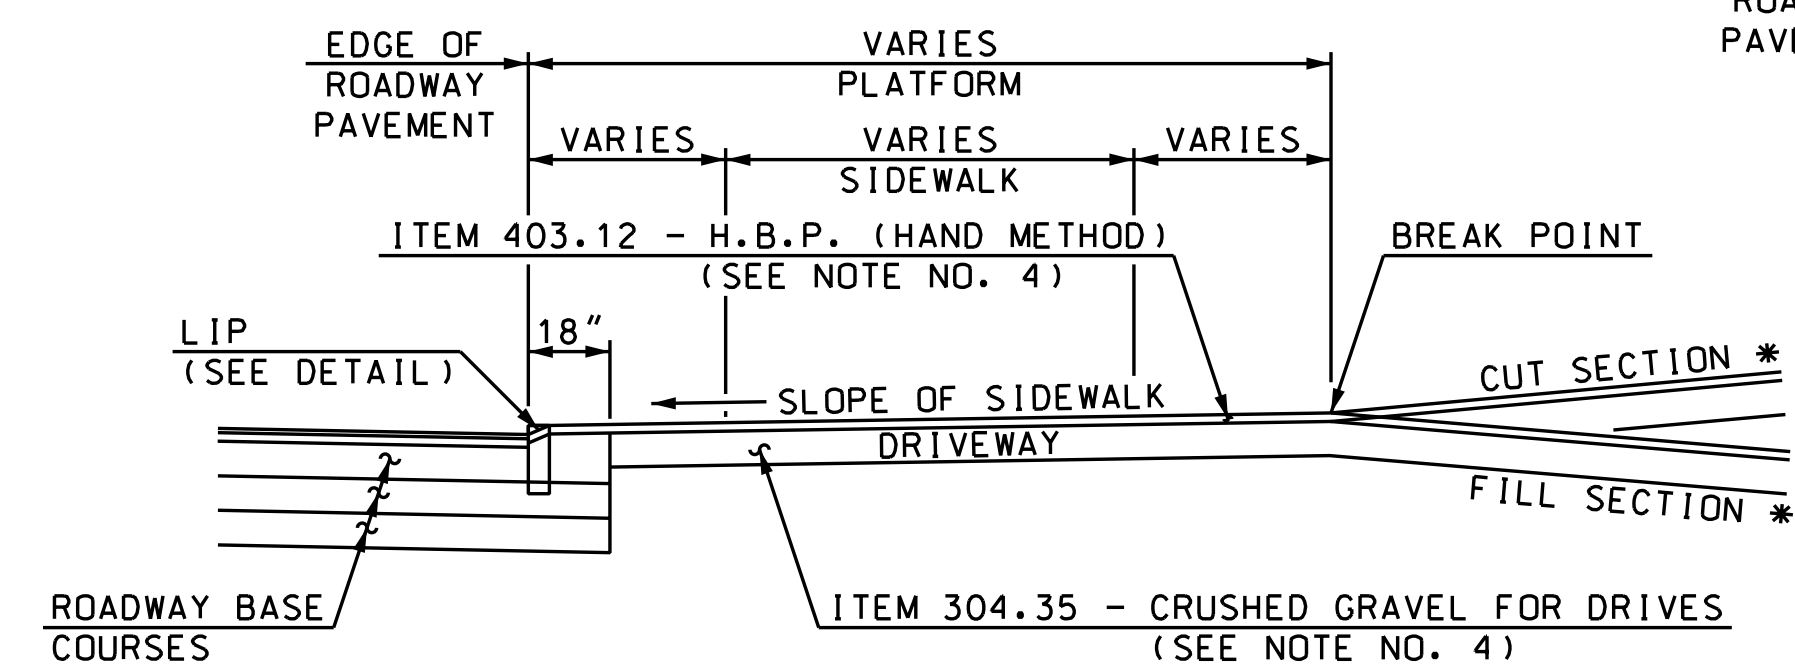 EDGE OF
ROADWAY
PAVEMENT
VARIES
PLATFORM
VARIES
VARIES
SIDEWALK
VARIES
ITEM 403.12 - H.B.P. (HAND METHOD)
(SEE NOTE NO. 4)
BREAK POINT
LIP
(SEE DETAIL)
18"
SLOPE OF SIDEWALK
DRIVEWAY
CUT SECTION *
FILL SECTION *
ROADWAY BASE
COURSES
ITEM 304.35 - CRUSHED GRAVEL FOR DRIVES
(SEE NOTE NO. 4)